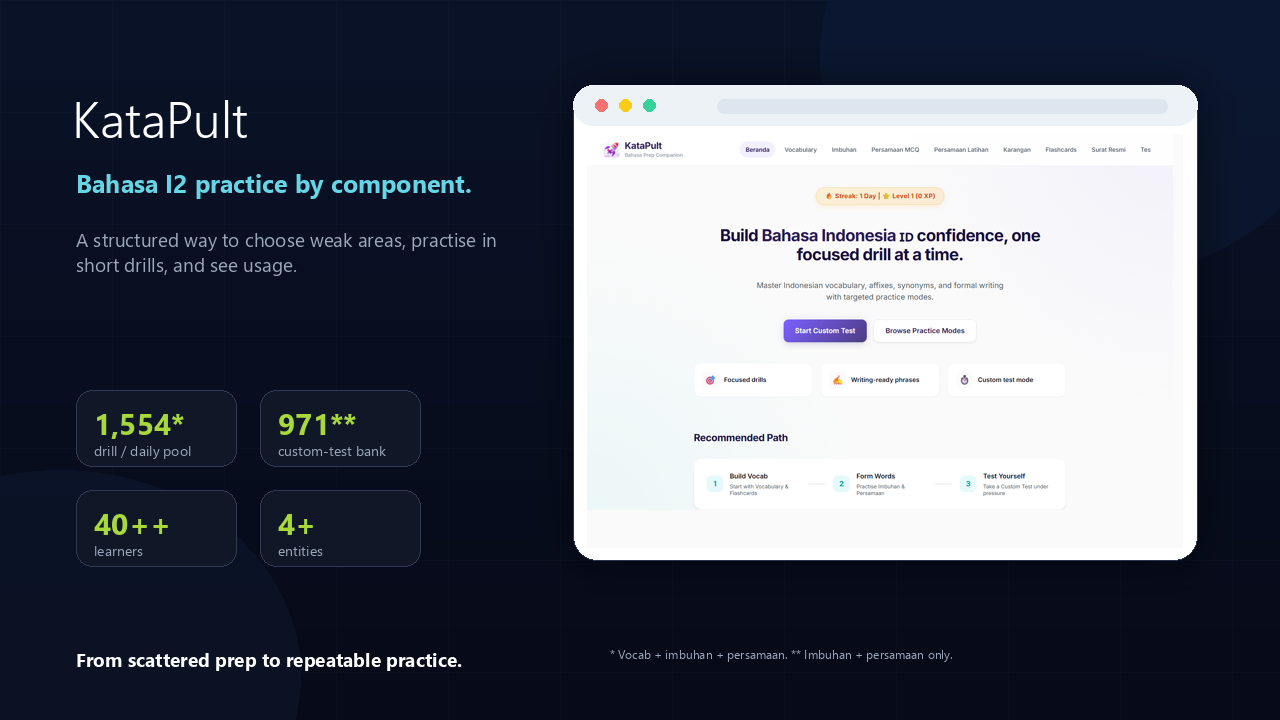 KataPult
Bahasa I2 practice by component.
A structured way to choose weak areas, practise in
short drills, and see usage.
1,554*
drill / daily pool
971**
custom-test bank
40++
learners
4+
entities
From scattered prep to repeatable practice.
KataPult
Bahasa Prep Companion
Beranda Vocabulary Imbuhan Persamaan MCQ Persamaan Latihan Karangan Flashcards Surat Resmi Tes
Streak: 1 Day | ⭐ Level 1 (0 XP)
Build Bahasa Indonesia ID confidence, one
focused drill at a time.
Master Indonesian vocabulary, affixes, synonyms, and formal writing
with targeted practice modes.
Start Custom Test Browse Practice Modes
Focused drills Writing-ready phrases Custom test mode
Recommended Path
1 Build Vocab
Start with Vocabulary &
Flashcards
2 Form Words
Practise Imbuhan &
Persamaan
3 Test Yourself
Take a Custom Test under
pressure
* Vocab + imbuhan + persamaan. ** Imbuhan + persamaan only.